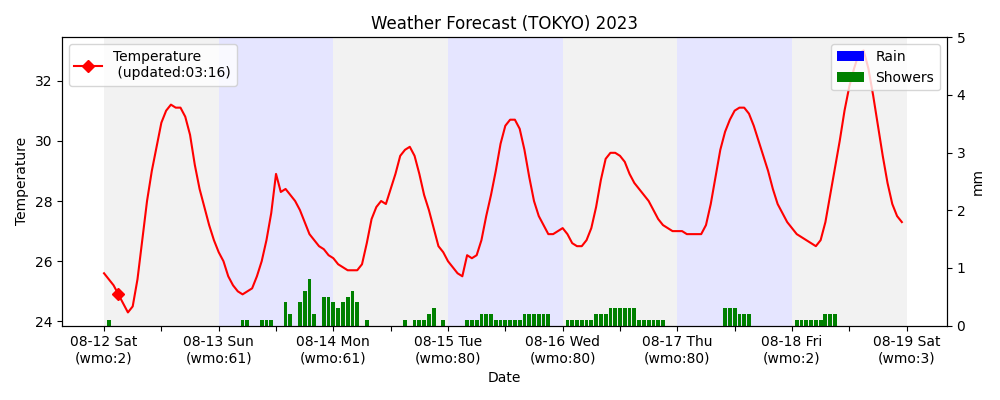 Weather Forecast (TOKYO) 2023
Temperature
(updated:03:16)
Rain
Showers
Temperature
32
30
28
26
24
5
4
3
2
1
0
mm
08-12 Sat
(wmo:2)
08-13 Sun
(wmo:61)
08-14 Mon
(wmo:61)
08-15 Tue
(wmo:80)
08-16 Wed
(wmo:80)
08-17 Thu
(wmo:80)
08-18 Fri
(wmo:2)
08-19 Sat
(wmo:3)
Date